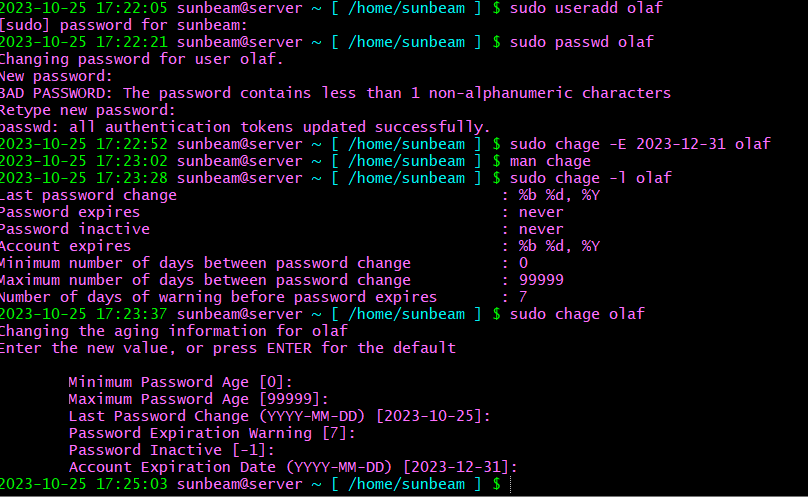 2023-10-25 17:22:05 sunbeam@server ~ [ /home/sunbeam ] $ sudo useradd olaf
[sudo] password for sunbeam:
2023-10-25 17:22:21 sunbeam@server ~ [ /home/sunbeam ] $ sudo passwd olaf
Changing password for user olaf.
New password:
BAD PASSWORD: The password contains less than 1 non-alphanumeric characters
Retype new password:
passwd: all authentication tokens updated successfully.
2023-10-25 17:22:52 sunbeam@server ~ [ /home/sunbeam ] $ sudo chage -E 2023-12-31 olaf
2023-10-25 17:23:02 sunbeam@server ~ [ /home/sunbeam ] $ man chage
2023-10-25 17:23:28 sunbeam@server ~ [ /home/sunbeam ] $ sudo chage -l olaf
Last password change : %b %d, %Y
Password expires : never
Password inactive : never
Account expires : %b %d, %Y
Minimum number of days between password change : 0
Maximum number of days between password change : 99999
Number of days of warning before password expires : 7
2023-10-25 17:23:37 sunbeam@server ~ [ /home/sunbeam ] $ sudo chage olaf
Changing the aging information for olaf
Enter the new value, or press ENTER for the default
Minimum Password Age [0]:
Maximum Password Age [99999]:
Last Password Change (YYYY-MM-DD) [2023-10-25]:
Password Expiration Warning [7]:
Password Inactive [-1]:
Account Expiration Date (YYYY-MM-DD) [2023-12-31]:
2023-10-25 17:25:03 sunbeam@server ~ [ /home/sunbeam ] $